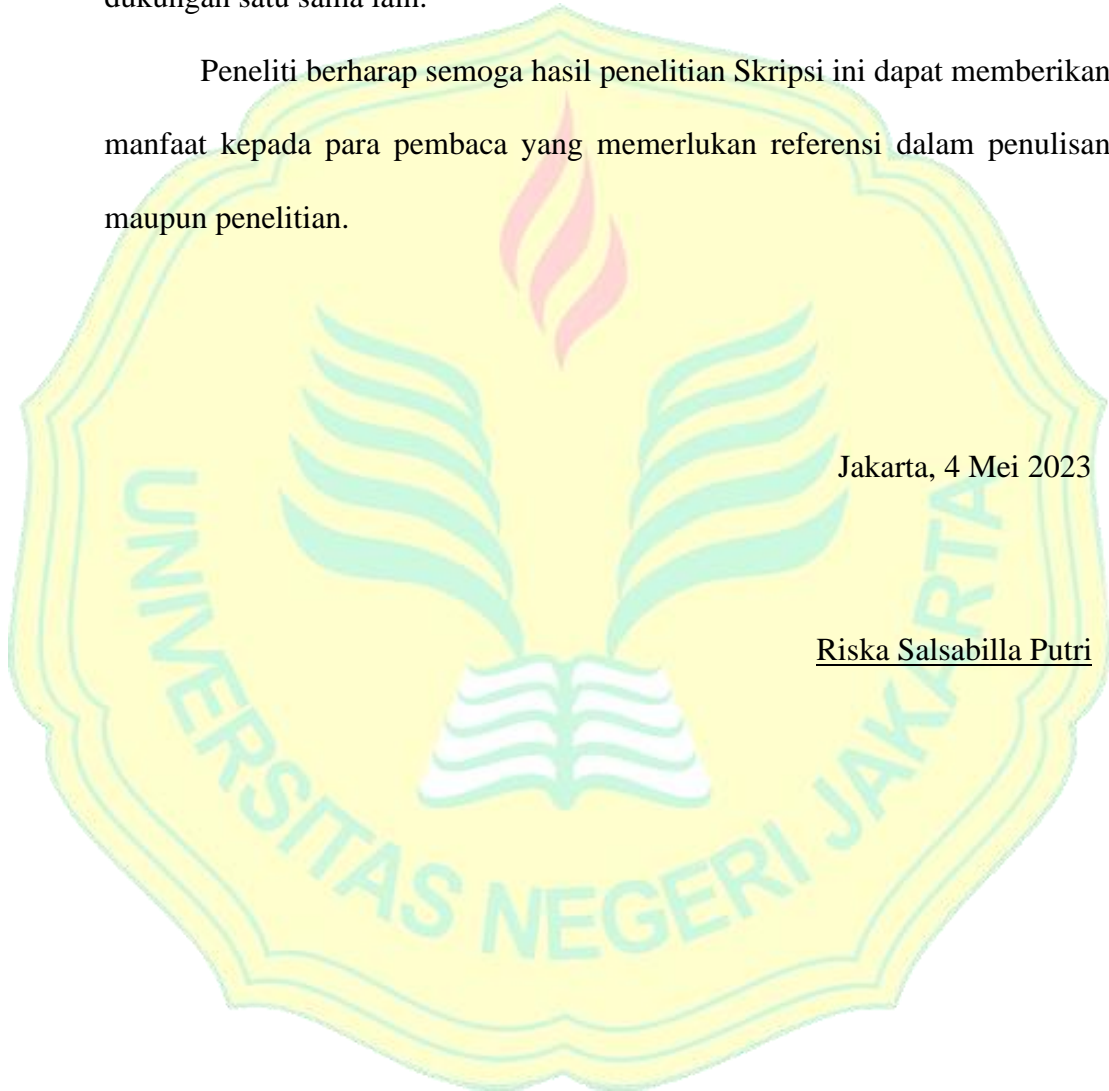 dukungan satu sama lain.
Peneliti berharap semoga hasil penelitian Skripsi ini dapat memberikan
manfaat kepada para pembaca yang memerlukan referensi dalam penulisan
maupun penelitian.
Jakarta, 4 Mei 2023
Riska Salsabilla Putri
UNIVERSITAS NEGERI JAKARTA